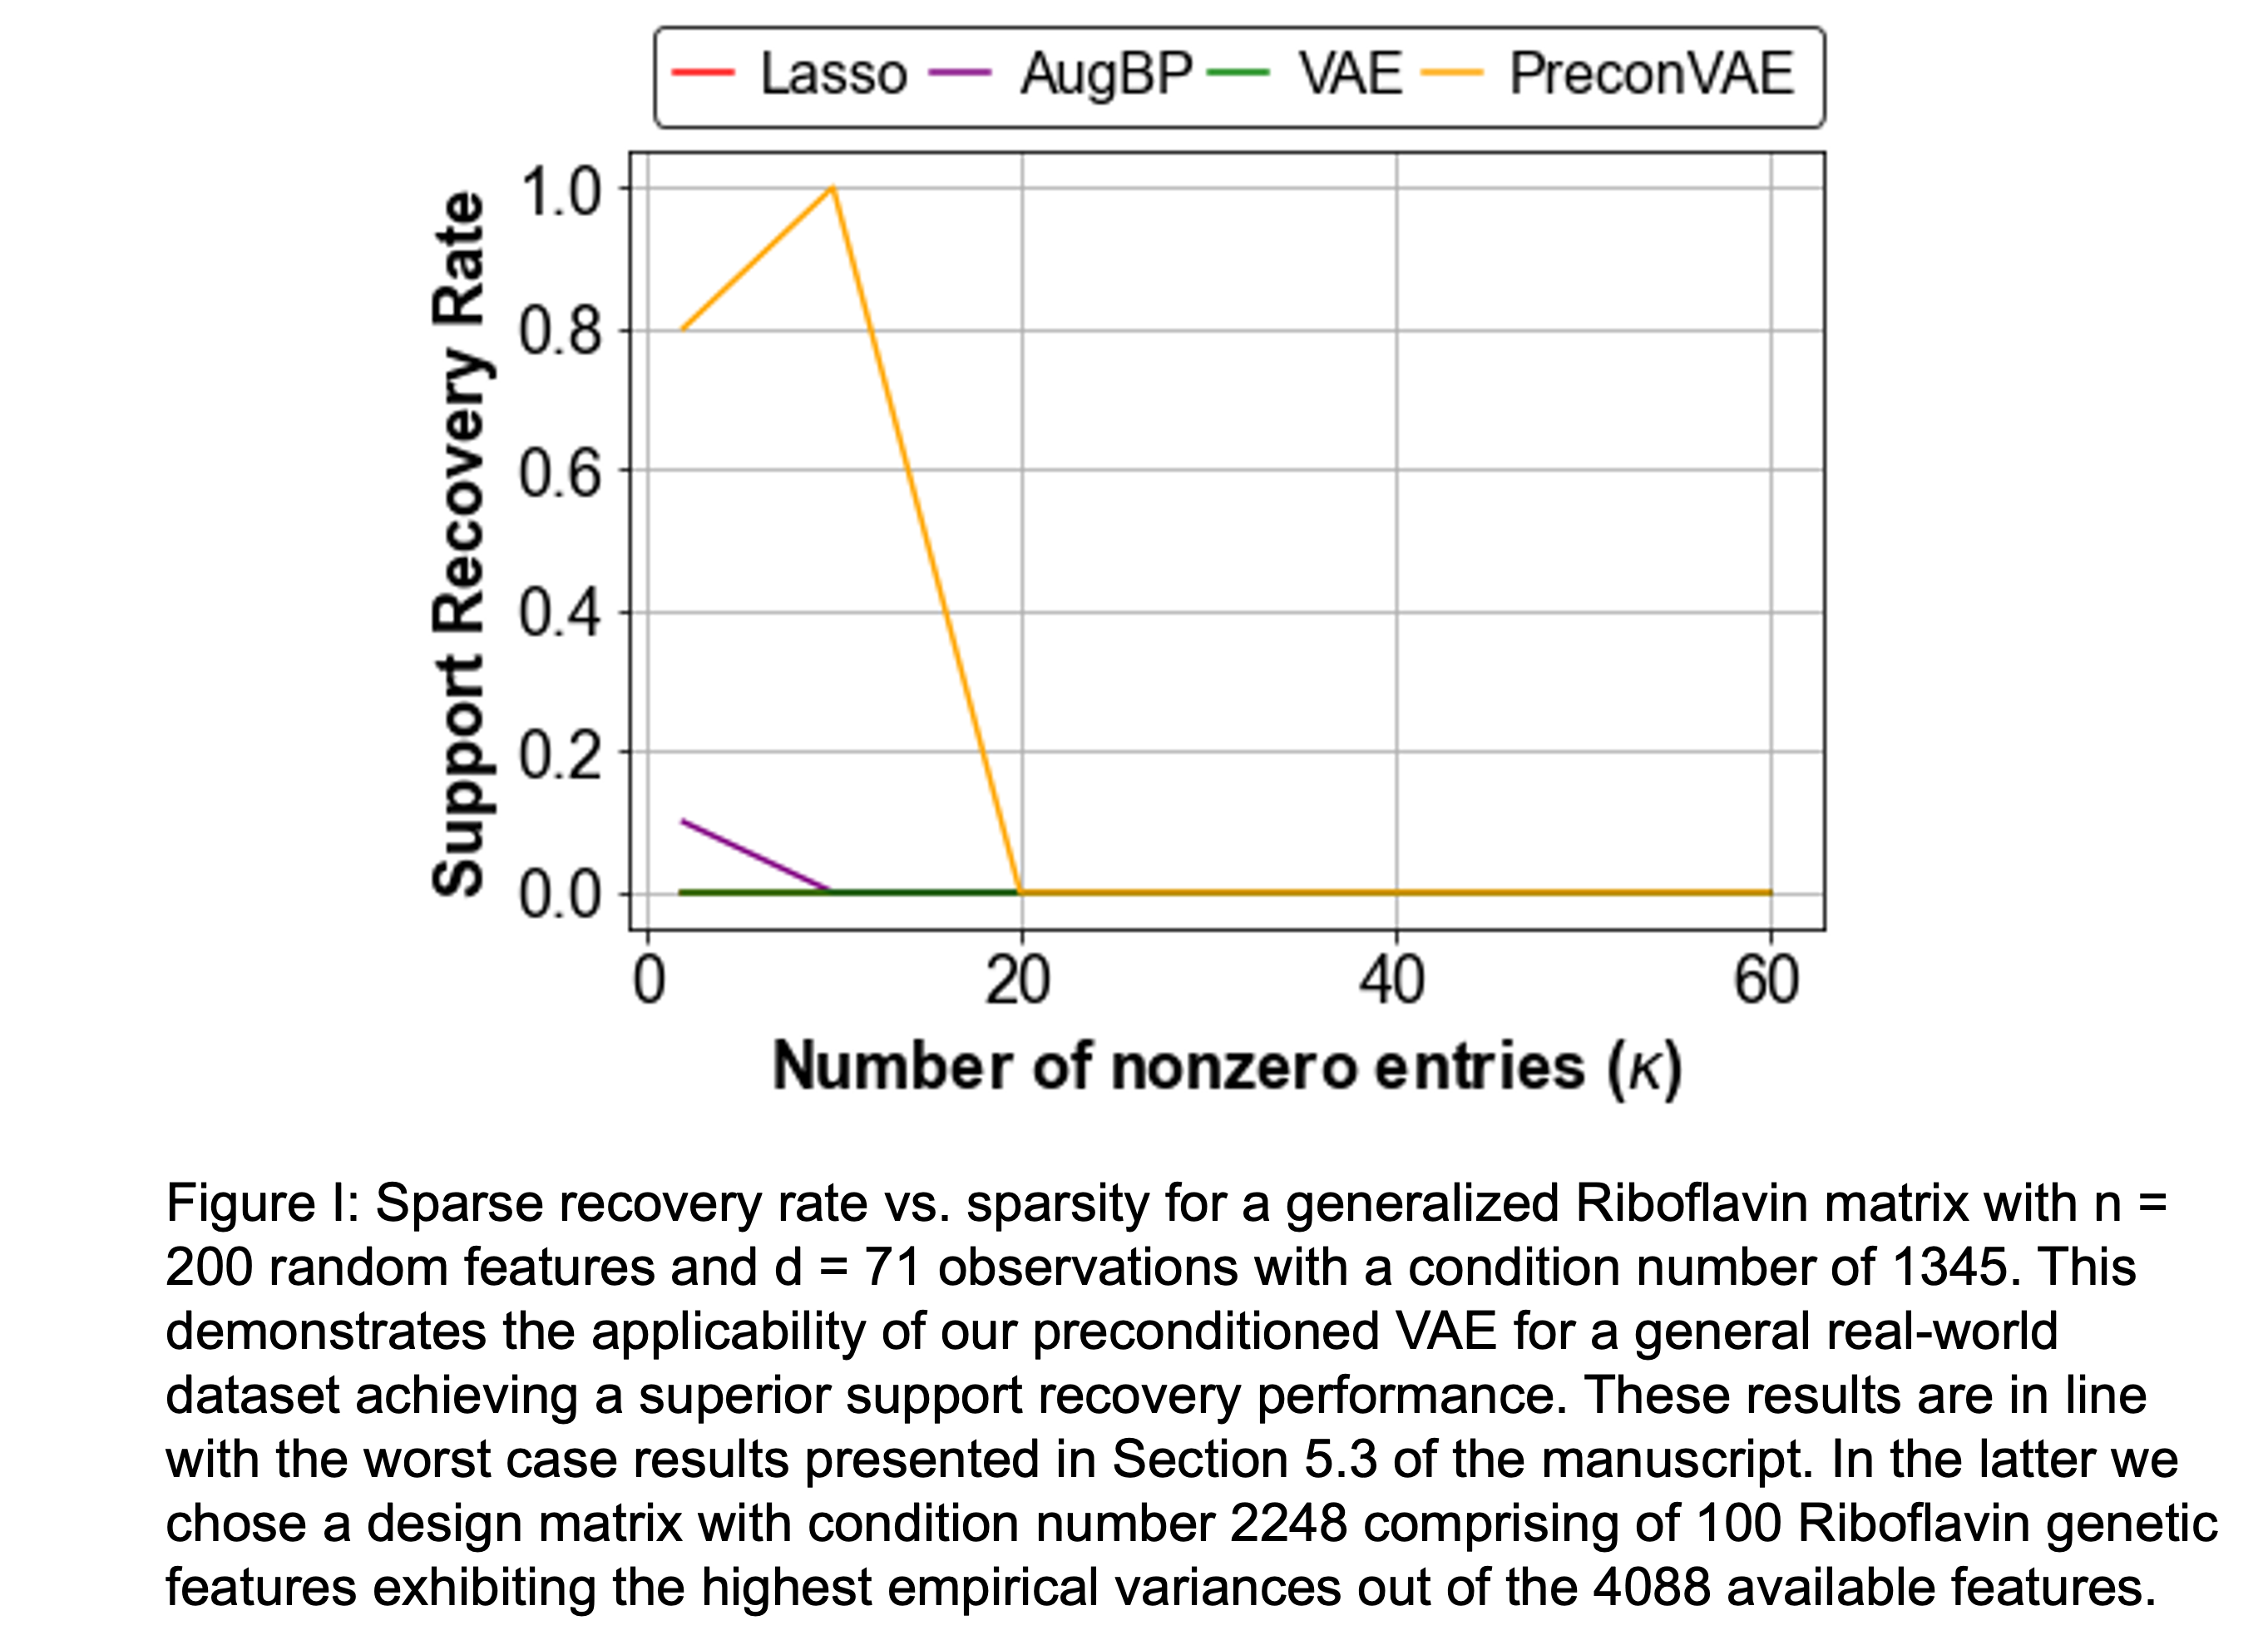 Lasso AugBP VAE PreconVAE
Support Recovery Rate
1.0
0.8
0.6
0.4
0.2
0.0
0 20 40 60
Number of nonzero entries (κ)
Figure I: Sparse recovery rate vs. sparsity for a generalized Riboflavin matrix with n =
200 random features and d = 71 observations with a condition number of 1345. This
demonstrates the applicability of our preconditioned VAE for a general real-world
dataset achieving a superior support recovery performance. These results are in line
with the worst case results presented in Section 5.3 of the manuscript. In the latter we
chose a design matrix with condition number 2248 comprising of 100 Riboflavin genetic
features exhibiting the highest empirical variances out of the 4088 available features.